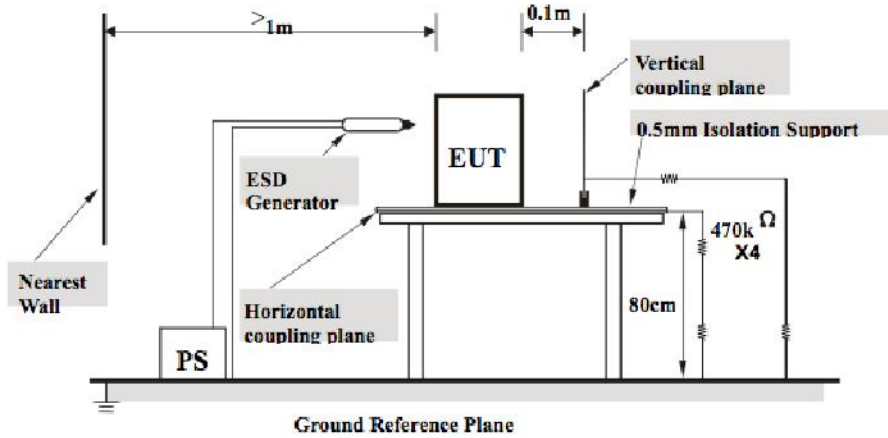 >1m
0.1m
Vertical
coupling plane
0.5mm Isolation Support
EUT
ESD
Generator
470k Ω
X4
Nearest
Wall
Horizontal
coupling plane
80cm
PS
Ground Reference Plane